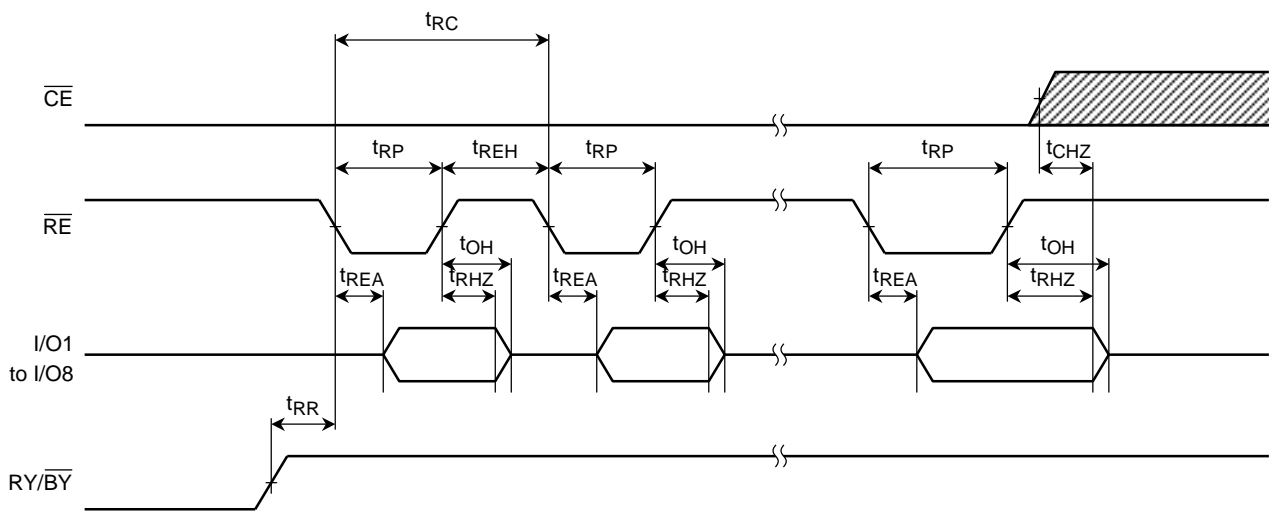 tRC
CE
tRP tREH tRP tRP tCHZ
RE
tOH tOH tOH
tREA tRHZ tREA tRHZ tREA tRHZ
I/O1
to I/O8
tRR
RY/BY